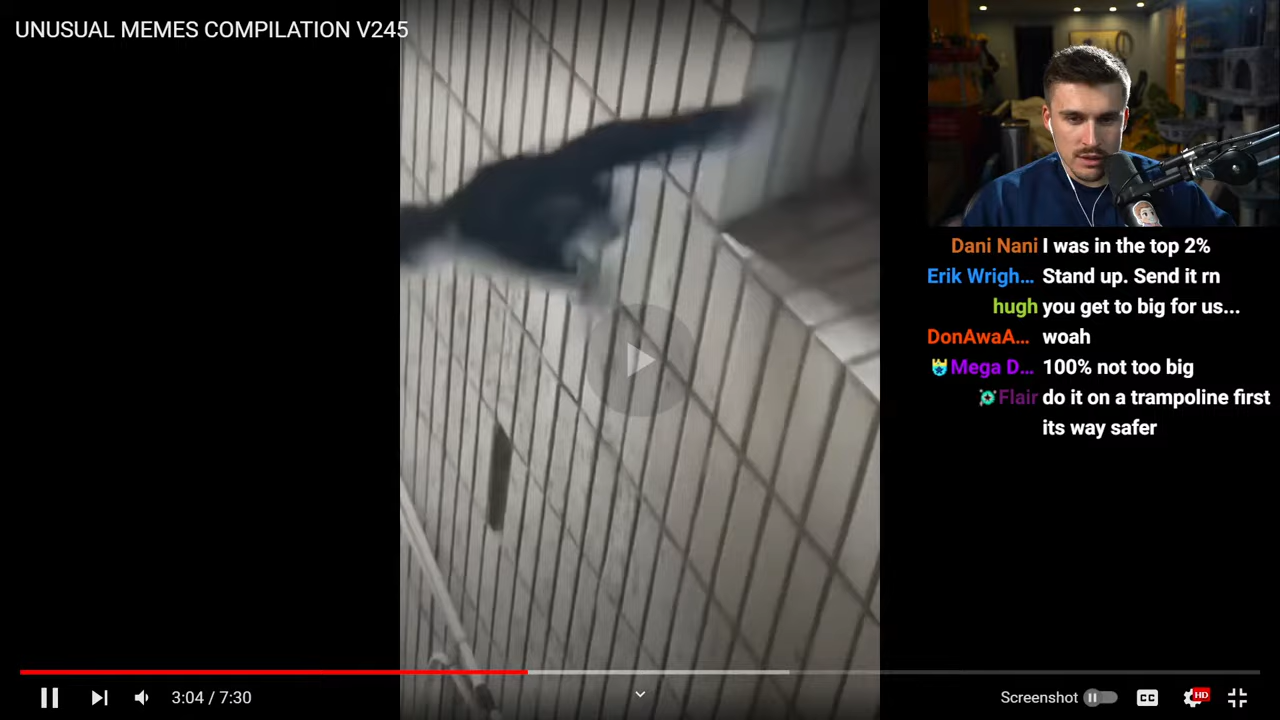 UNUSUAL MEMES COMPILATION V245
Dani Nani I was in the top 2%
Erik Wrigh... Stand up. Send it rn
hugh you get to big for us...
DonAwaA... woah
Mega D... 100% not too big
Flair do it on a trampoline first
its way safer
3:04 / 7:30
Screenshot
CC
HD